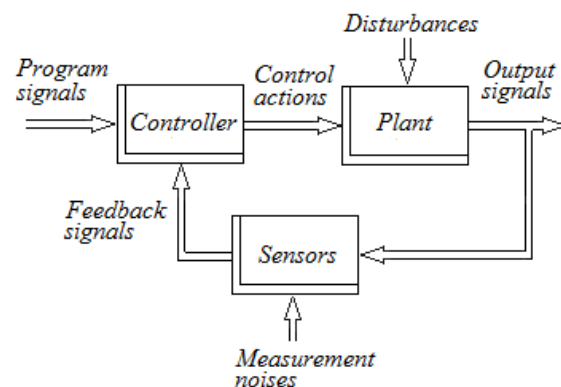 Disturbances
Program
signals
Control
actions
Output
signals
Controller
Plant
Feedback
signals
Sensors
Measurement
noises